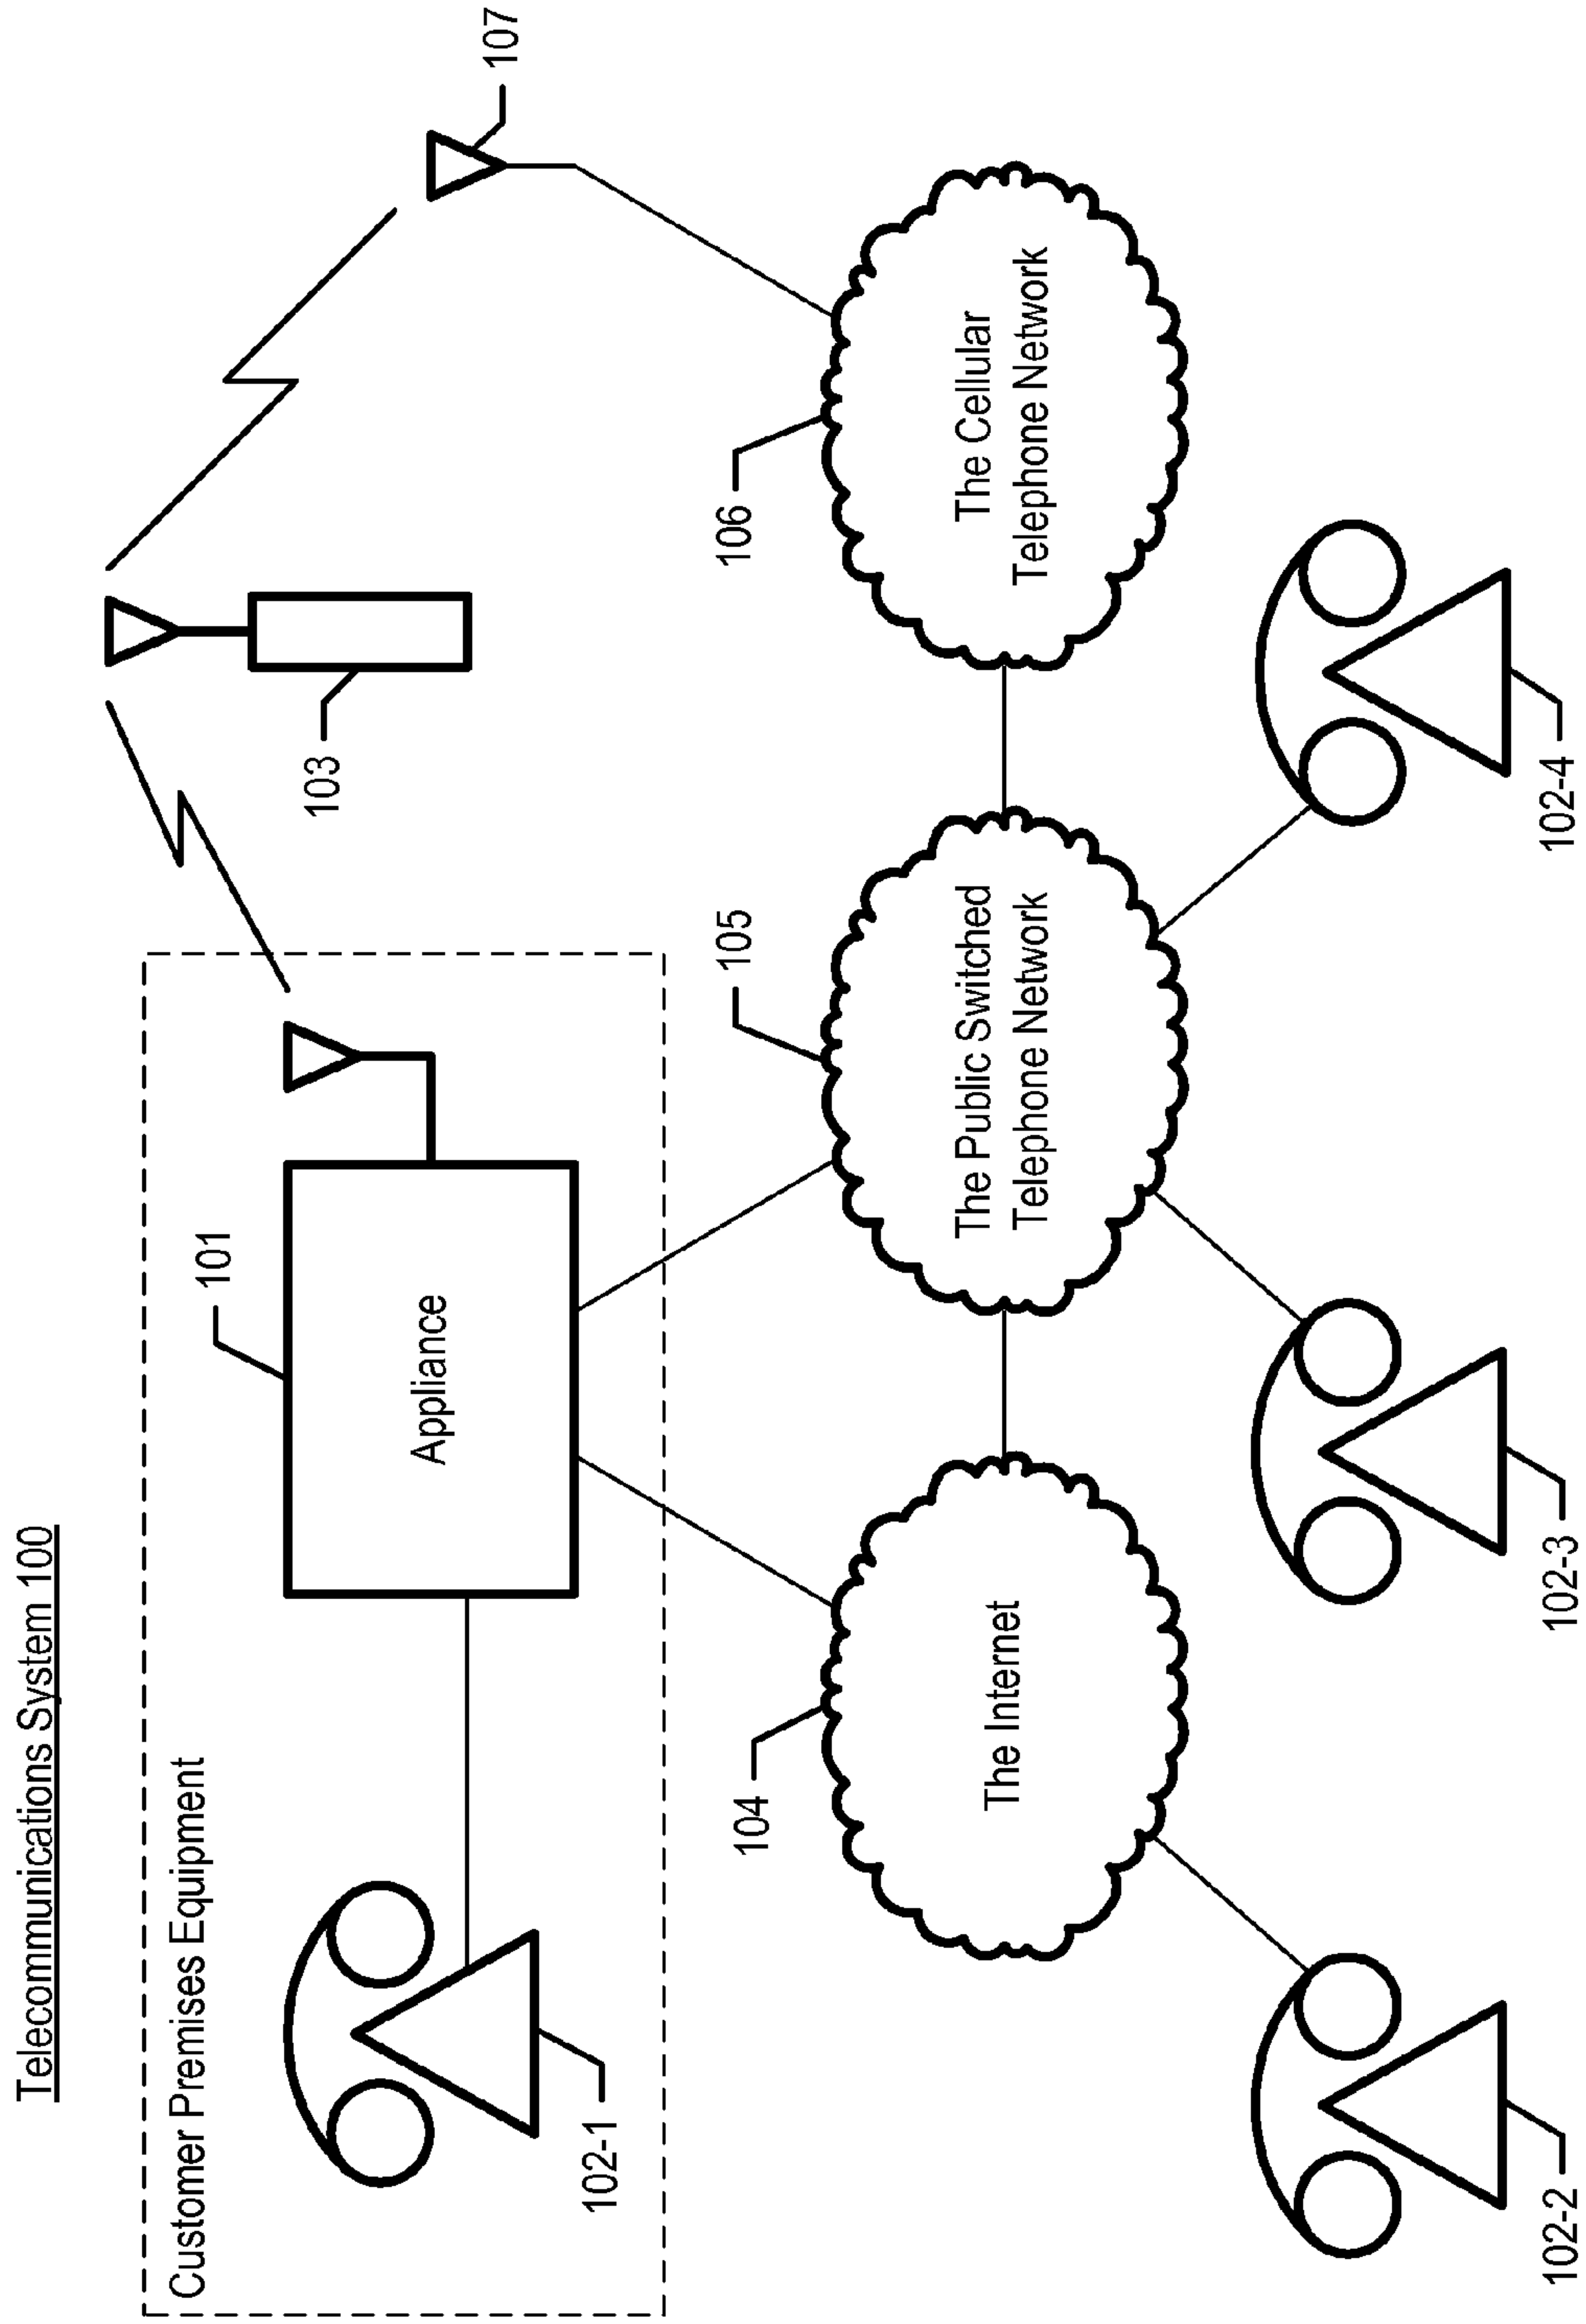 Telecommunications System 100
Customer Premises Equipment
101
Appliance
102-1
103
107
104
The Internet
105
The Public Switched
Telephone Network
106
The Cellular
Telephone Network
102-2
102-3
102-4